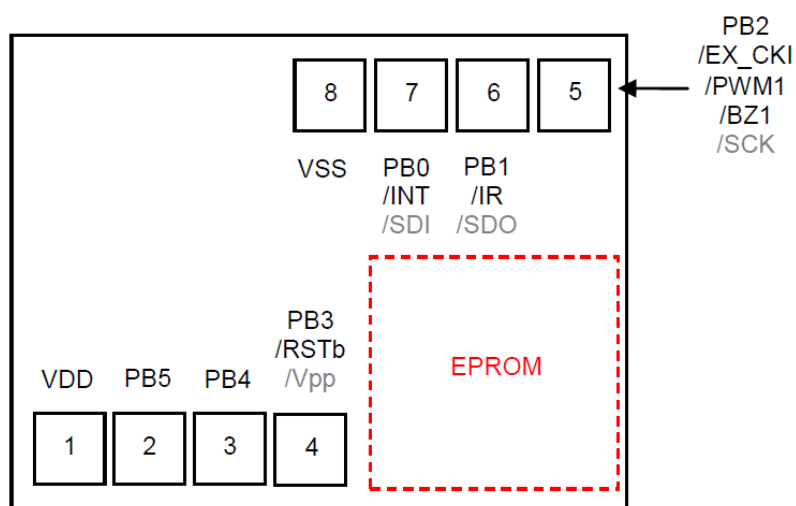 PB2
/EX_CKI
/PWM1
/BZ1
/SCK
8
7
6
5
VSS
PB0
/INT
/SDI
PB1
/IR
/SDO
EPROM
VDD
PB5
PB4
PB3
/RSTb
/Vpp
1
2
3
4